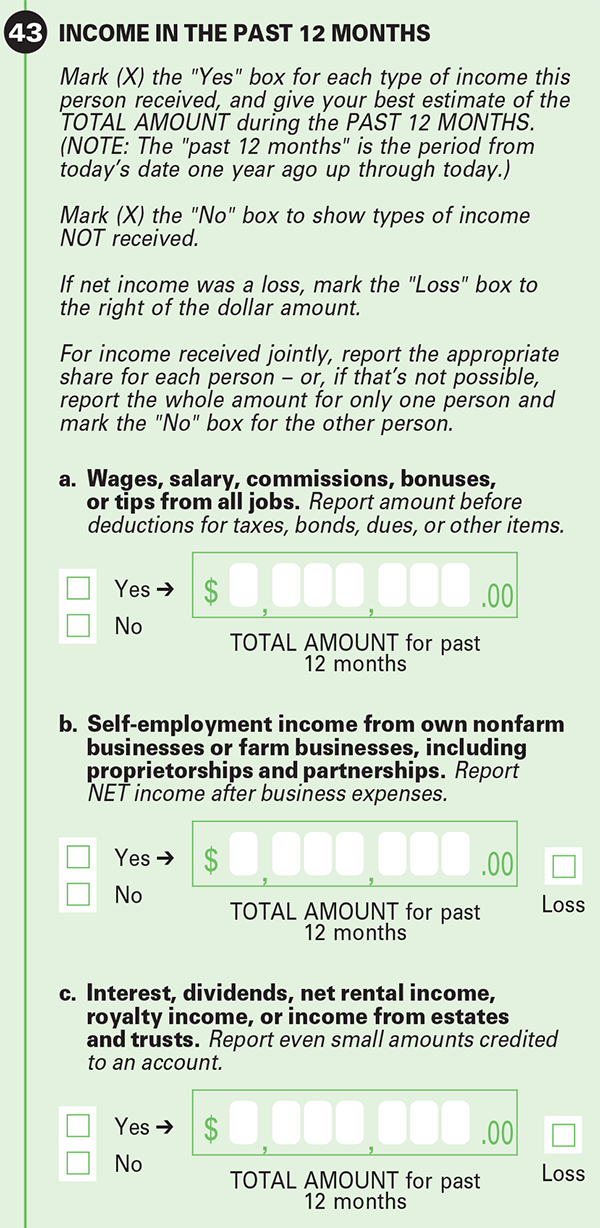 43 INCOME IN THE PAST 12 MONTHS
Mark (X) the "Yes" box for each type of income this
person received, and give your best estimate of the
TOTAL AMOUNT during the PAST 12 MONTHS.
(NOTE: The "past 12 months" is the period from
today’s date one year ago up through today.)
Mark (X) the "No" box to show types of income
NOT received.
If net income was a loss, mark the "Loss" box to
the right of the dollar amount.
For income received jointly, report the appropriate
share for each person – or, if that’s not possible,
report the whole amount for only one person and
mark the "No" box for the other person.
a. Wages, salary, commissions, bonuses,
or tips from all jobs. Report amount before
deductions for taxes, bonds, dues, or other items.
Yes ➔ $ , , .00
No
TOTAL AMOUNT for past
12 months
b. Self-employment income from own nonfarm
businesses or farm businesses, including
proprietorships and partnerships. Report
NET income after business expenses.
Yes ➔ $ , , .00
No
TOTAL AMOUNT for past
12 months
Loss
c. Interest, dividends, net rental income,
royalty income, or income from estates
and trusts. Report even small amounts credited
to an account.
Yes ➔ $ , , .00
No
TOTAL AMOUNT for past
12 months
Loss